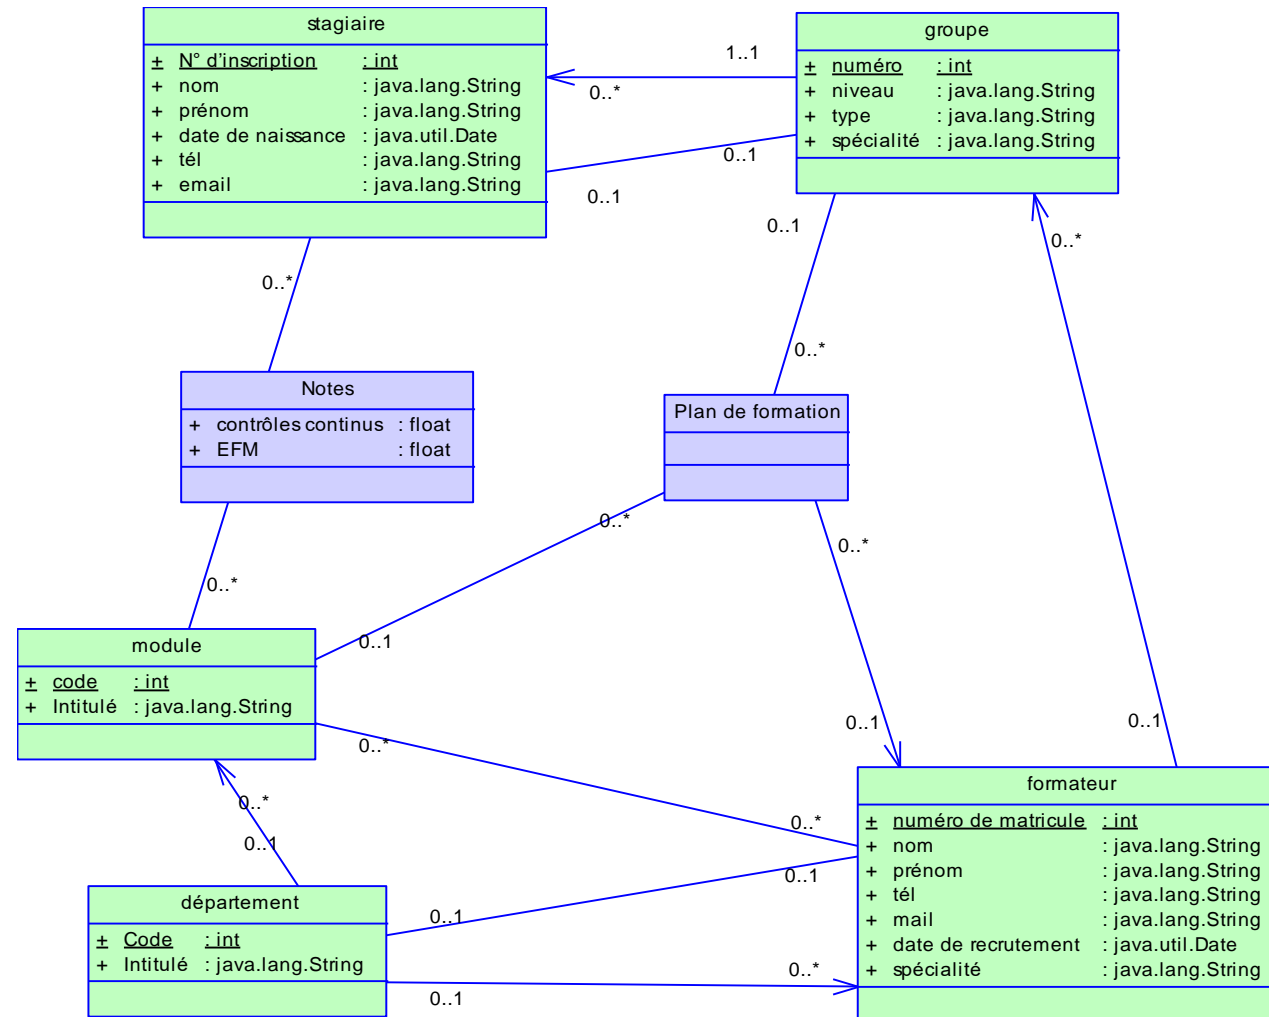 stagiaire
+ N° d'inscription : int
+ nom : java.lang.String
+ prénom : java.lang.String
+ date de naissance : java.util.Date
+ tél : java.lang.String
+ email : java.lang.String
groupe
+ numéro : int
+ niveau : java.lang.String
+ type : java.lang.String
+ spécialité : java.lang.String
1..1
0..*
0..1
0..1
0..1
0..*
0..*
0..*
Notes
+ contrôles continus : float
+ EFM : float
Plan de formation
0..*
0..*
0..*
0..1
module
+ code : int
+ Intitulé : java.lang.String
0..1
0..1
0..*
0..*
0..*
0..1
formateur
+ numéro de matricule : int
+ nom : java.lang.String
+ prénom : java.lang.String
+ tél : java.lang.String
+ mail : java.lang.String
+ date de recrutement : java.util.Date
+ spécialité : java.lang.String
0..1
0..1
0..*
0..1
département
+ Code : int
+ Intitulé : java.lang.String